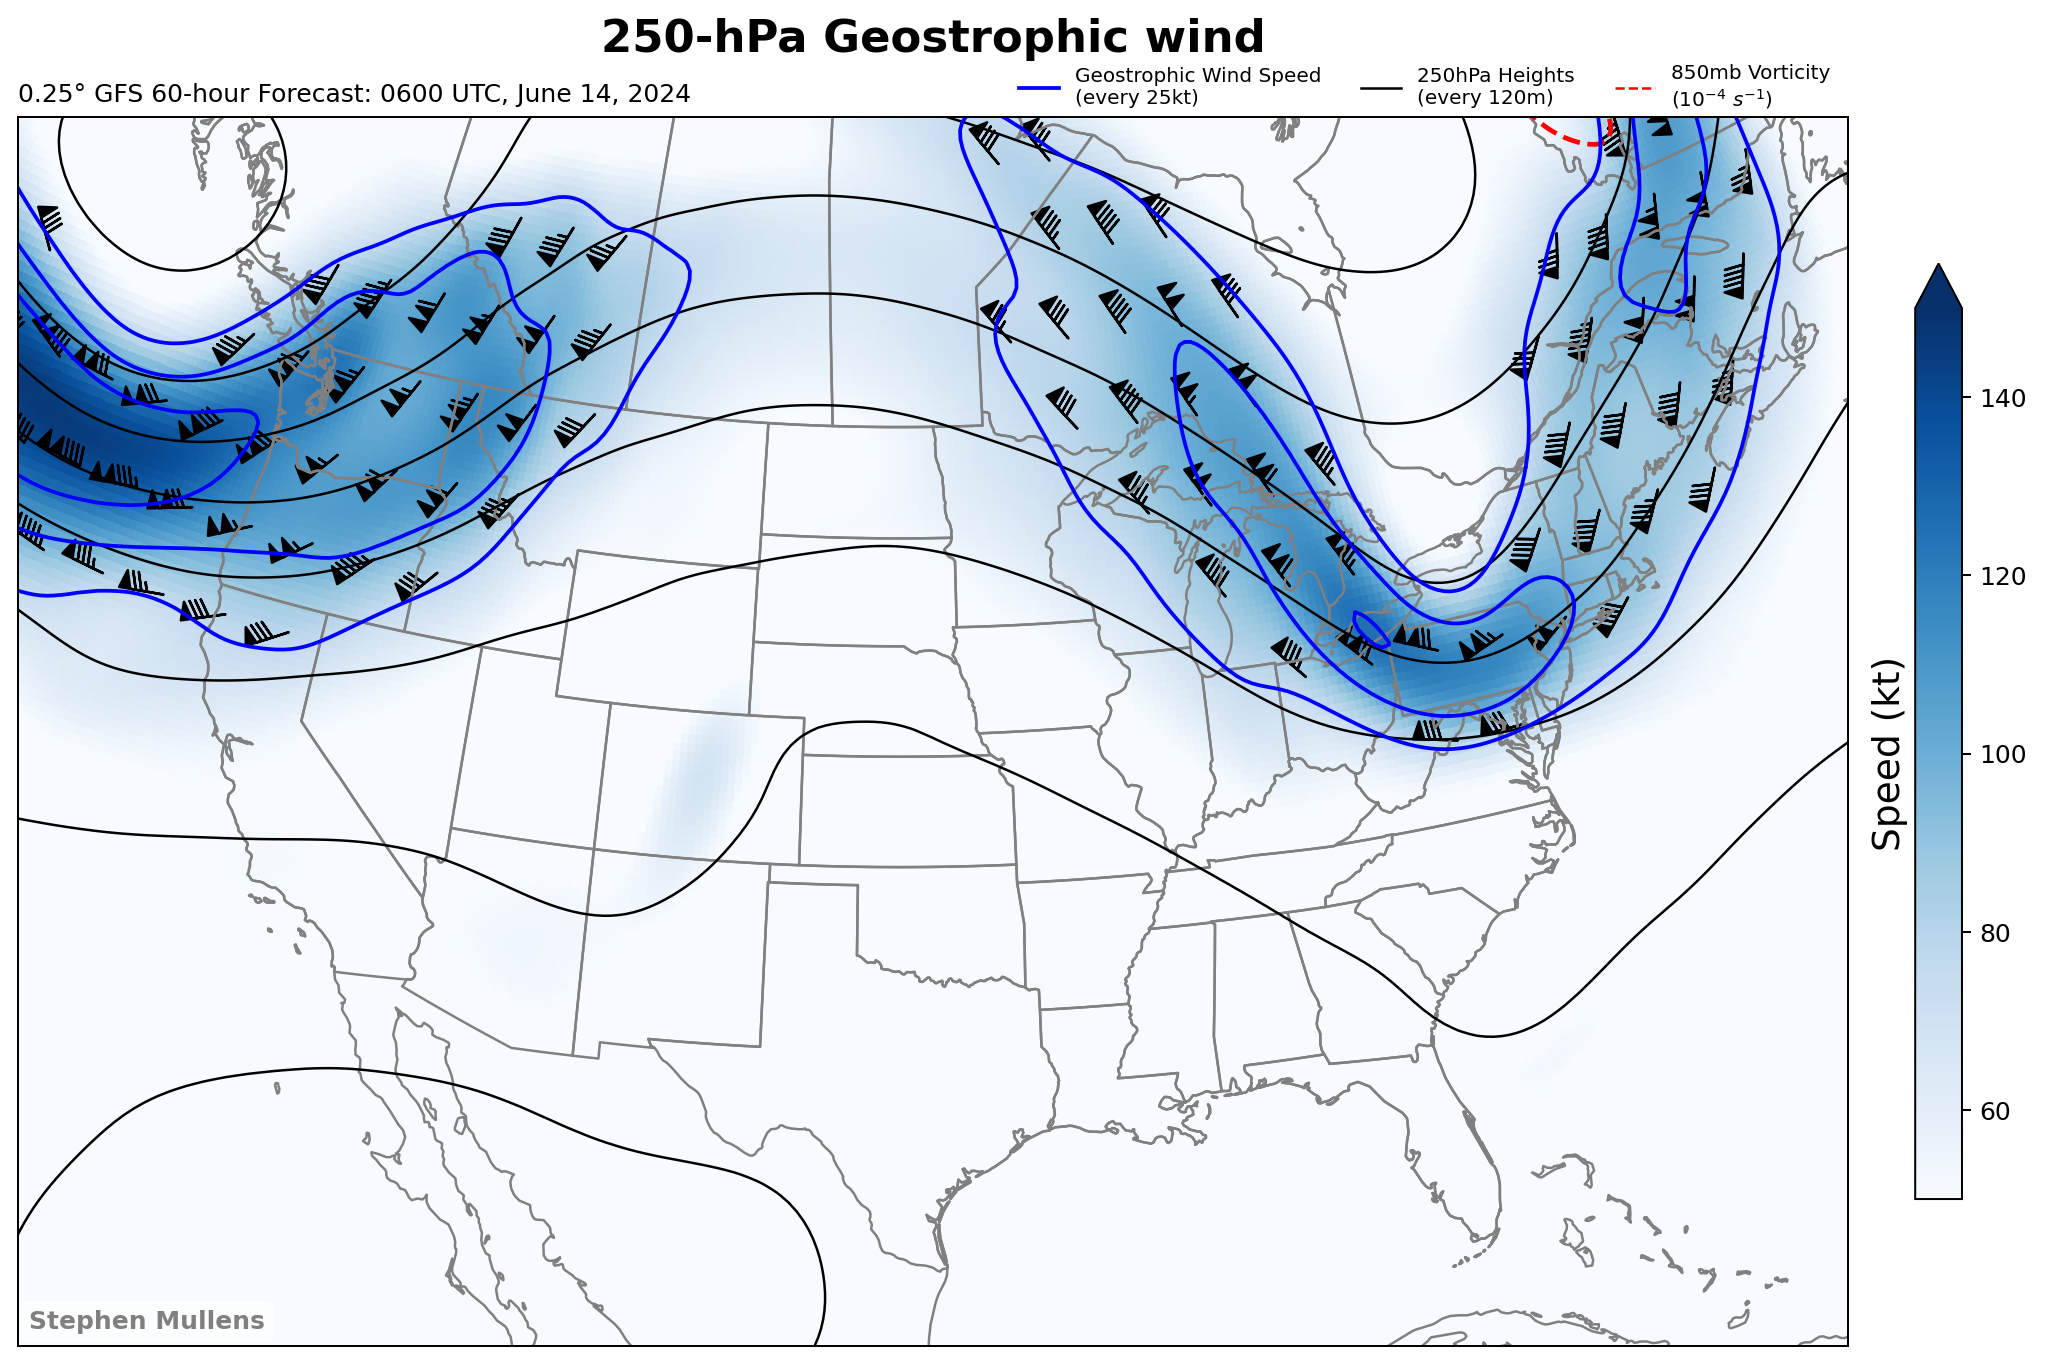 250-hPa Geostrophic wind
0.25° GFS 60-hour Forecast: 0600 UTC, June 14, 2024
Geostrophic Wind Speed
(every 25kt)
250hPa Heights
(every 120m)
850mb Vorticity
(10⁻⁴ s⁻¹)
140
120
100
80
60
Speed (kt)
Stephen Mullens